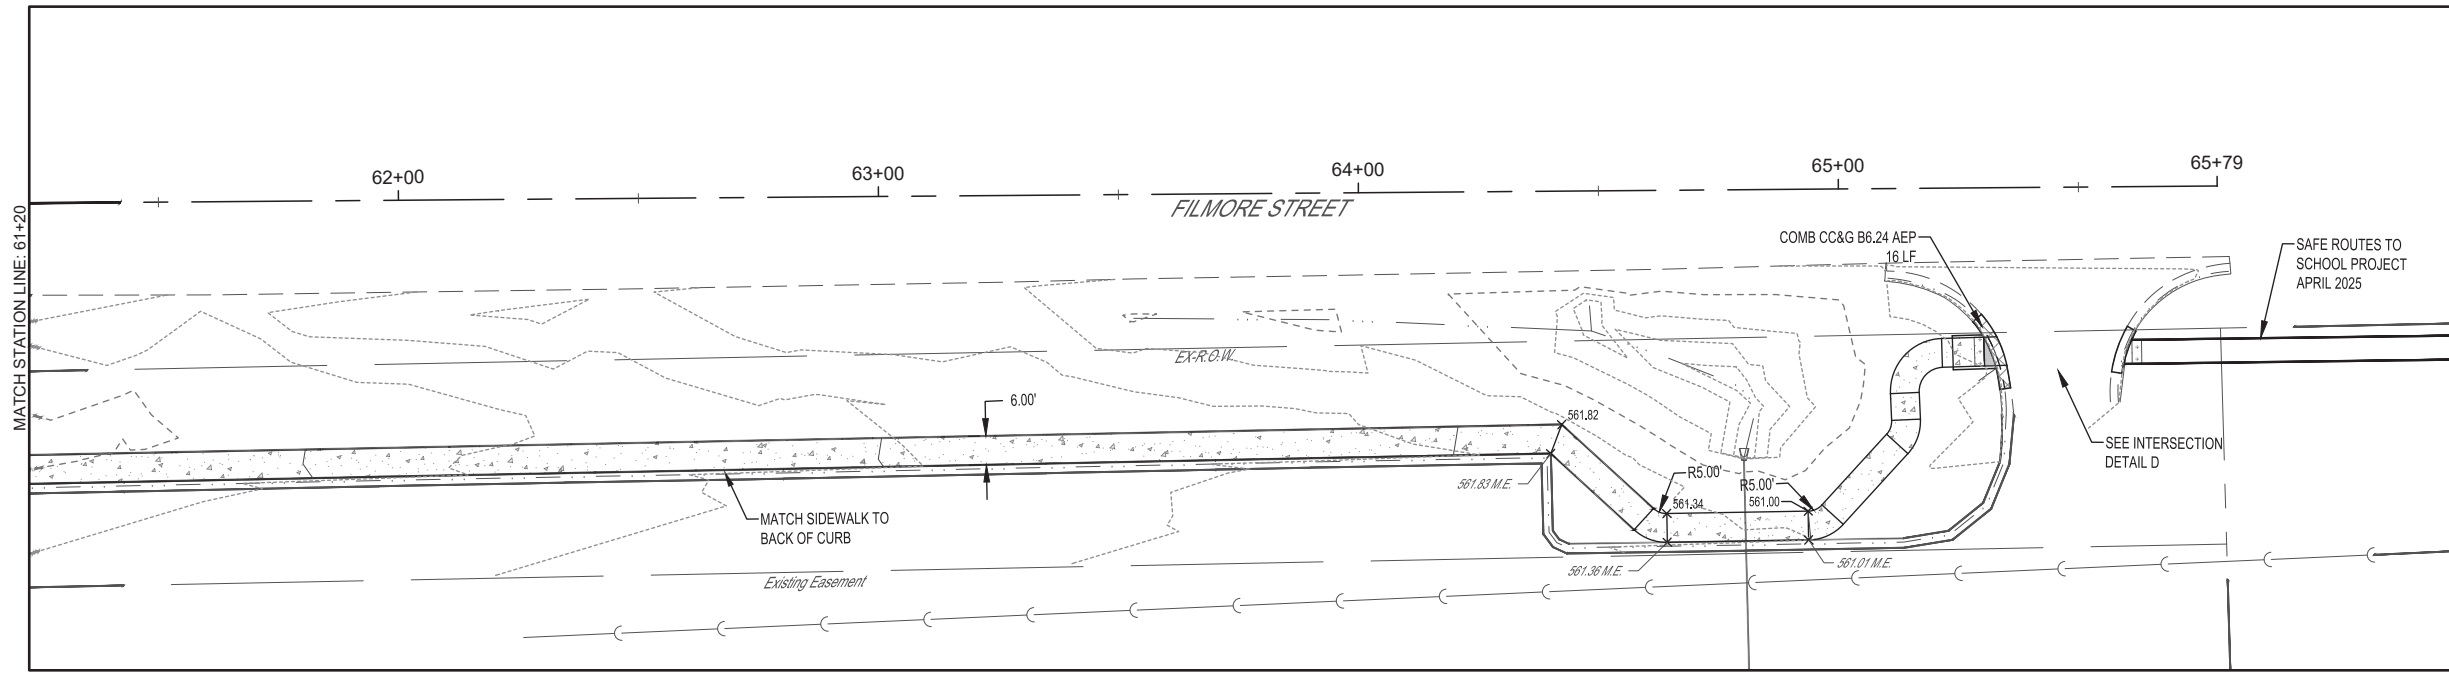 62+00
63+00
64+00
65+00
65+79
MATCH STATION LINE: 61+20
FILMORE STREET
COMB CC&G B6.24 AEP
16 LF
SAFE ROUTES TO
SCHOOL PROJECT
APRIL 2025
EX-R.O.W.
6.00'
561.82
SEE INTERSECTION
DETAIL D
561.83 M.E.
R5.00'
R5.00'
561.34
561.00
MATCH SIDEWALK TO
BACK OF CURB
561.36 M.E.
561.01 M.E.
Existing Easement